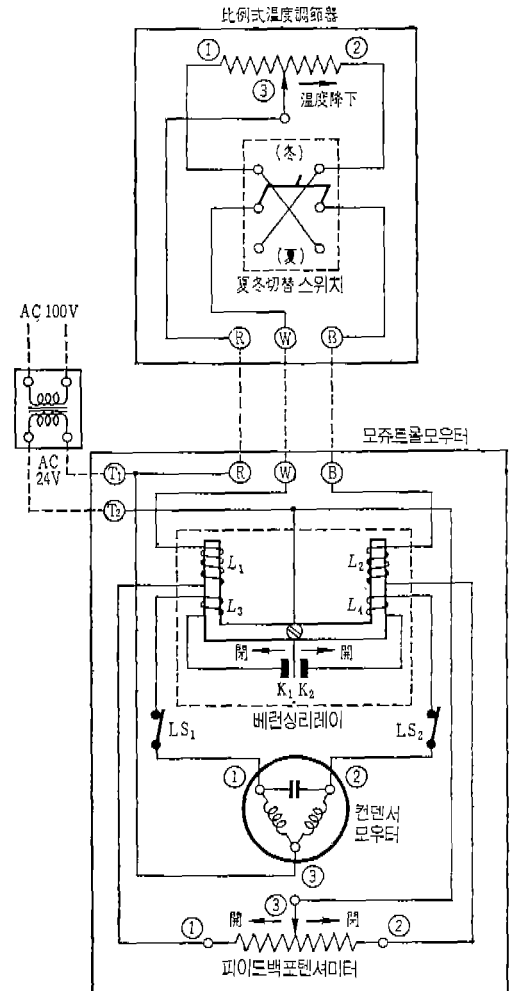 比例式温度調節器
① ②
③
温度降下
(冬)
(夏)
夏冬切替 스위치
AC 100V
R W B
모쥬트롤모우터
AC 24V
T₁ R W B
T₂
L₁ L₂
L₃ L₄
閉 開
K₁ K₂
베런싱리레이
LS₁ LS₂
① ②
컨덴서 모우터
③
③
① 開 閉 ②
피이드백포텐셔미터